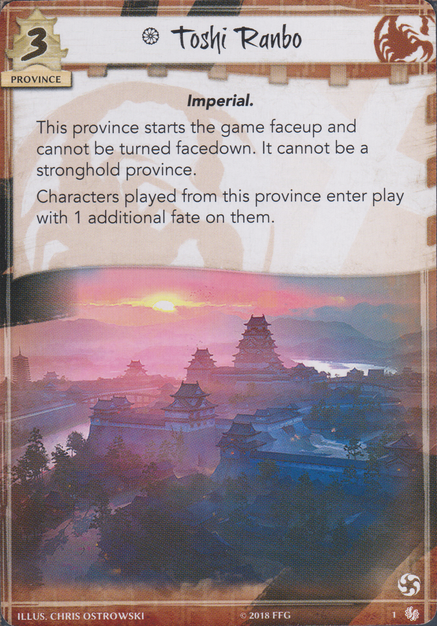 Toshi Ranbo
3
PROVINCE
Imperial.
This province starts the game faceup and
cannot be turned facedown. It cannot be a
stronghold province.
Characters played from this province enter play
with 1 additional fate on them.
ILLUS. CHRIS OSTROWSKI
© 2018 FFG
1